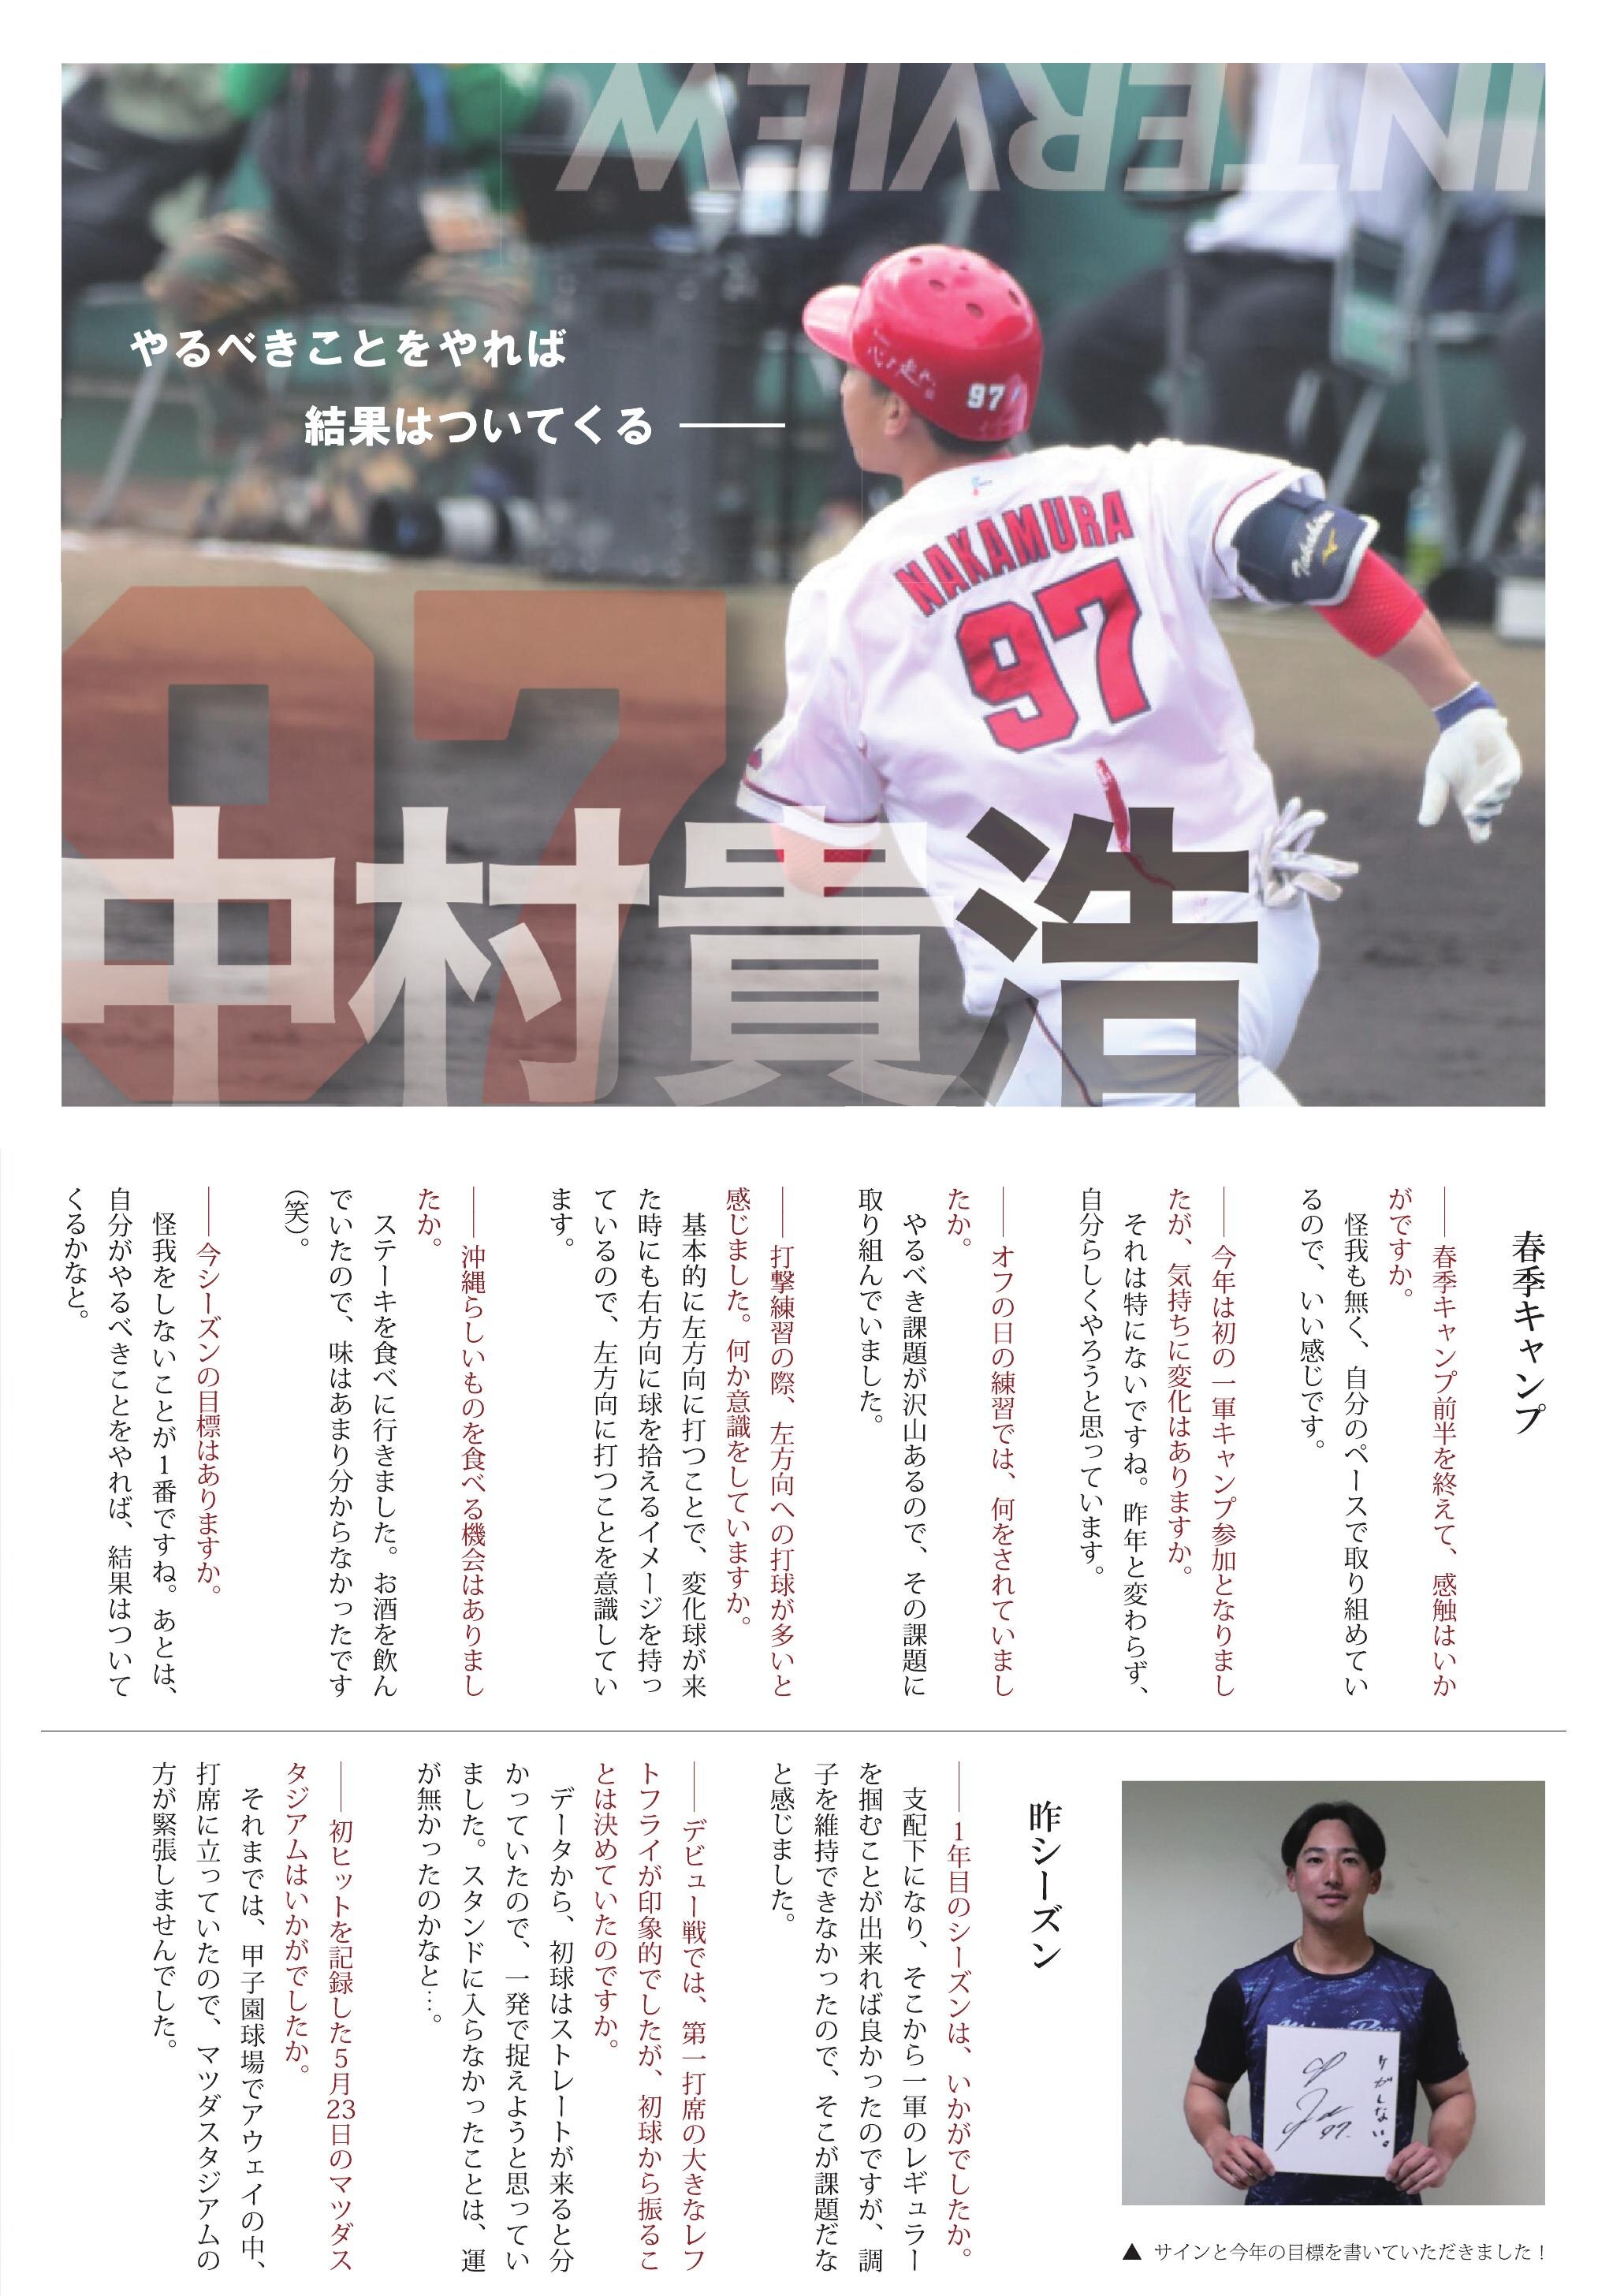 INTERVIEW
やるべきことをやれば
結果はついてくる ――
97
NAKAMURA
97
Takahiro
97
中村貴浩
春季キャンプ
――春季キャンプ前半を終えて、感触はいか
がですか。
怪我も無く、自分のペースで取り組めてい
るので、いい感じです。
――今年は初の一軍キャンプ参加となりまし
たが、気持ちに変化はありますか。
それは特にないですね。昨年と変わらず、
自分らしくやろうと思っています。
――オフの日の練習では、何をされていまし
たか。
やるべき課題が沢山あるので、その課題に
取り組んでいました。
――打撃練習の際、左方向への打球が多いと
感じました。何か意識をしていますか。
基本的に左方向に打つことで、変化球が来
た時にも右方向に球を拾えるイメージを持っ
ているので、左方向に打つことを意識してい
ます。
――沖縄らしいものを食べる機会はありまし
たか。
ステーキを食べに行きました。お酒を飲ん
でいたので、味はあまり分からなかったです
(笑)。
――今シーズンの目標はありますか。
怪我をしないことが1番ですね。あとは、
自分がやるべきことをやれば、結果はついて
くるかなと。
けがしない。
97.
▲ サインと今年の目標を書いていただきました！
昨シーズン
――1年目のシーズンは、いかがでしたか。
支配下になり、そこから一軍のレギュラー
を掴むことが出来れば良かったのですが、調
子を維持できなかったので、そこが課題だな
と感じました。
――デビュー戦では、第一打席の大きなレフ
トフライが印象的でしたが、初球から振るこ
とは決めていたのですか。
データから、初球はストレートが来ると分
かっていたので、一発で捉えようと思ってい
ました。スタンドに入らなかったことは、運
が無かったのかなと…。
――初ヒットを記録した5月23日のマツダス
タジアムはいかがでしたか。
それまでは、甲子園球場でアウェイの中、
打席に立っていたので、マツダスタジアムの
方が緊張しませんでした。